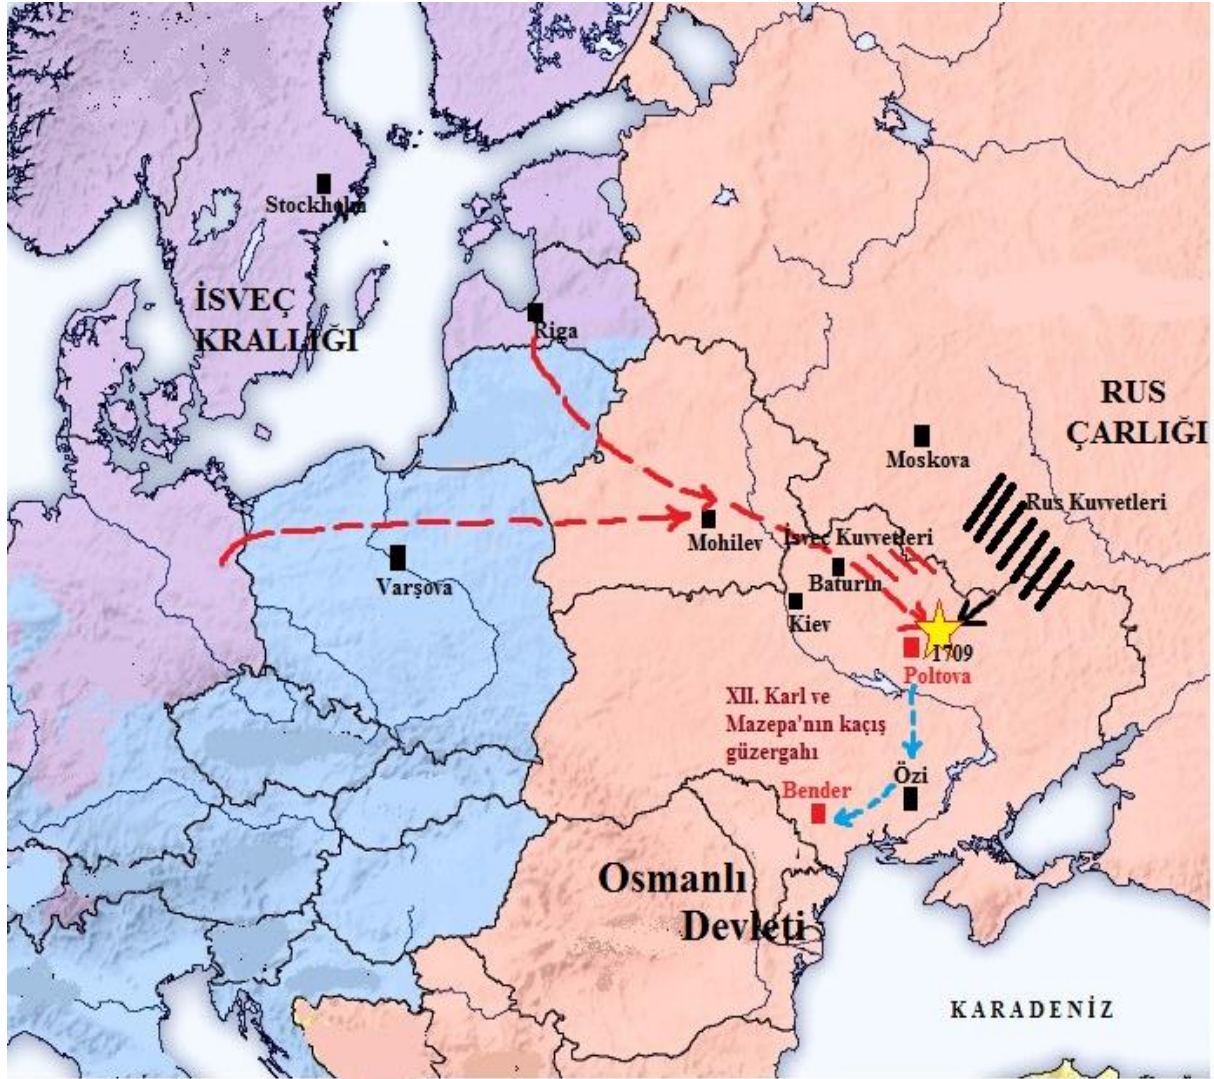 Stockholm
İSVEÇ
KRALLIĞI
Riga
RUS
ÇARLIĞI
Moskova
Rus Kuvvetleri
Mohilev
İsveç Kuvvetleri
Varşova
Baturin
Kiev
1709
Poltova
XII. Karl ve
Mazepa'nın kaçış
güzergahı
Özi
Bender
Osmanlı
Devleti
KARADENİZ